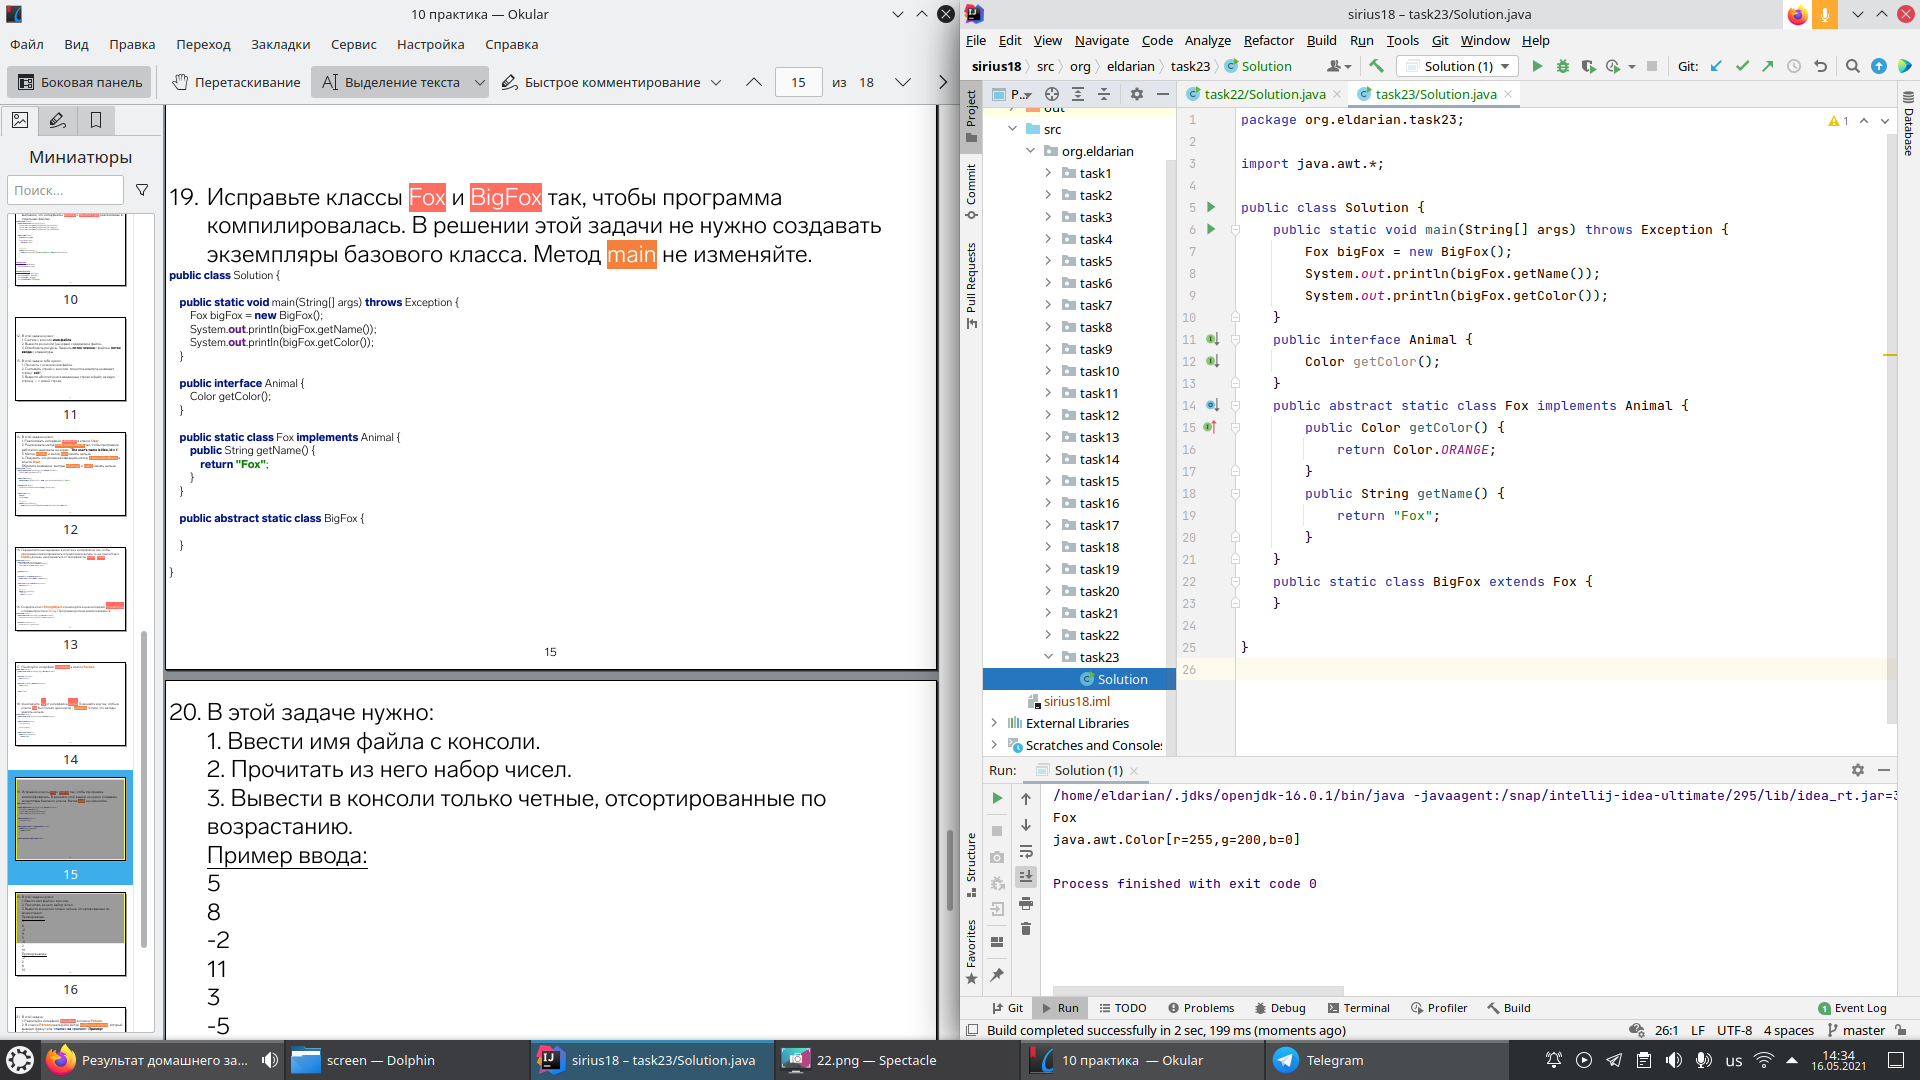 10 практика — Okular
Файл Вид Правка Переход Закладки Сервис Настройка Справка
Боковая панель Перетаскивание Выделение текста Быстрое комментирование 15 из 18
Миниатюры
Поиск...
10
11
12
13
14
15
16
19. Исправьте классы Fox и BigFox так, чтобы программа
компилировалась. В решении этой задачи не нужно создавать
экземпляры базового класса. Метод main не изменяйте.
public class Solution {
public static void main(String[] args) throws Exception {
Fox bigFox = new BigFox();
System.out.println(bigFox.getName());
System.out.println(bigFox.getColor());
}
public interface Animal {
Color getColor();
}
public static class Fox implements Animal {
public String getName() {
return "Fox";
}
}
public abstract static class BigFox {
}
}
15
20. В этой задаче нужно:
1. Ввести имя файла с консоли.
2. Прочитать из него набор чисел.
3. Вывести в консоли только четные, отсортированные по
возрастанию.
Пример ввода:
5
8
-2
11
3
-5
sirius18 – task23/Solution.java
File Edit View Navigate Code Analyze Refactor Build Run Tools Git Window Help
sirius18 src org eldarian task23 Solution Solution (1) Git:
Project
Commit
Pull Requests
Structure
Favorites
Database
P.. task22/Solution.java task23/Solution.java
out
src
org.eldarian
task1
task2
task3
task4
task5
task6
task7
task8
task9
task10
task11
task12
task13
task14
task15
task16
task17
task18
task19
task20
task21
task22
task23
Solution
sirius18.iml
External Libraries
Scratches and Consoles
1
1 package org.eldarian.task23;
2
3 import java.awt.*;
4
5 public class Solution {
6 public static void main(String[] args) throws Exception {
7 Fox bigFox = new BigFox();
8 System.out.println(bigFox.getName());
9 System.out.println(bigFox.getColor());
10 }
11 public interface Animal {
12 Color getColor();
13 }
14 public abstract static class Fox implements Animal {
15 public Color getColor() {
16 return Color.ORANGE;
17 }
18 public String getName() {
19 return "Fox";
20 }
21 }
22 public static class BigFox extends Fox {
23 }
24
25 }
26
Run: Solution (1)
/home/eldarian/.jdks/openjdk-16.0.1/bin/java -javaagent:/snap/intellij-idea-ultimate/295/lib/idea_rt.jar=3
Fox
java.awt.Color[r=255,g=200,b=0]
Process finished with exit code 0
Git Run TODO Problems Debug Terminal Profiler Build 1 Event Log
Build completed successfully in 2 sec, 199 ms (moments ago) 26:1 LF UTF-8 4 spaces master
Результат домашнего за... screen — Dolphin sirius18 – task23/Solution.java 22.png — Spectacle 10 практика — Okular Telegram us 14:34
16.05.2021